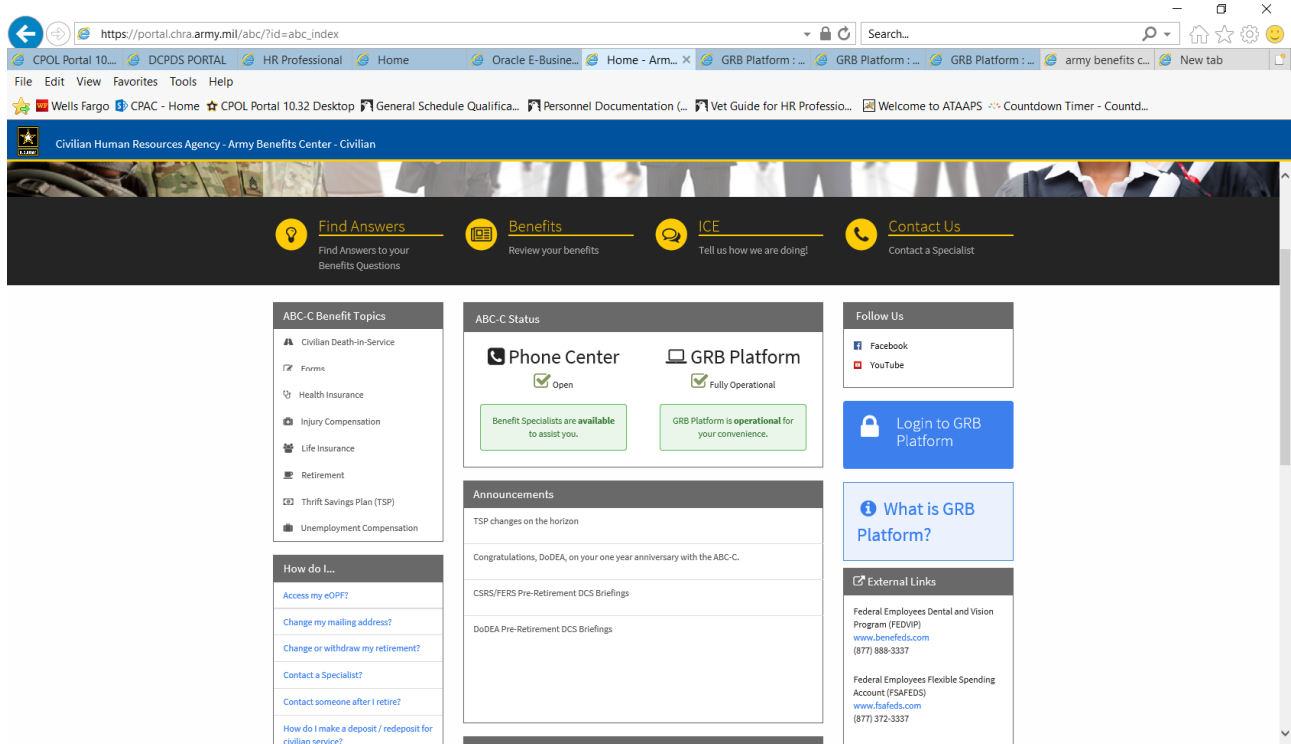 https://portal.chra.army.mil/abc/?id=abc_index
Search...
CPOL Portal 10.... DCPDS PORTAL HR Professional Home Oracle E-Busine... Home - Arm... GRB Platform : ... GRB Platform : ... GRB Platform : ... army benefits c... New tab
File Edit View Favorites Tools Help
Wells Fargo CPAC - Home CPOL Portal 10.32 Desktop General Schedule Qualifica... Personnel Documentation (... Vet Guide for HR Professio... Welcome to ATAAPS Countdown Timer - Countd...
Civilian Human Resources Agency - Army Benefits Center - Civilian
Find Answers
Find Answers to your
Benefits Questions
Benefits
Review your benefits
ICE
Tell us how we are doing!
Contact Us
Contact a Specialist
ABC-C Benefit Topics
Civilian Death-in-Service
Forms
Health Insurance
Injury Compensation
Life Insurance
Retirement
Thrift Savings Plan (TSP)
Unemployment Compensation
How do I...
Access my eOPF?
Change my mailing address?
Change or withdraw my retirement?
Contact a Specialist?
Contact someone after I retire?
How do I make a deposit / redeposit for
civilian service?
ABC-C Status
Phone Center
Open
Benefit Specialists are available
to assist you.
GRB Platform
Fully Operational
GRB Platform is operational for
your convenience.
Announcements
TSP changes on the horizon
Congratulations, DoDEA, on your one year anniversary with the ABC-C.
CSRS/FERS Pre-Retirement DCS Briefings
DoDEA Pre-Retirement DCS Briefings
Follow Us
Facebook
YouTube
Login to GRB
Platform
What is GRB
Platform?
External Links
Federal Employees Dental and Vision
Program (FEDVIP)
www.benefeds.com
(877) 888-3337
Federal Employees Flexible Spending
Account (FSAFEDS)
www.fsafeds.com
(877) 372-3337